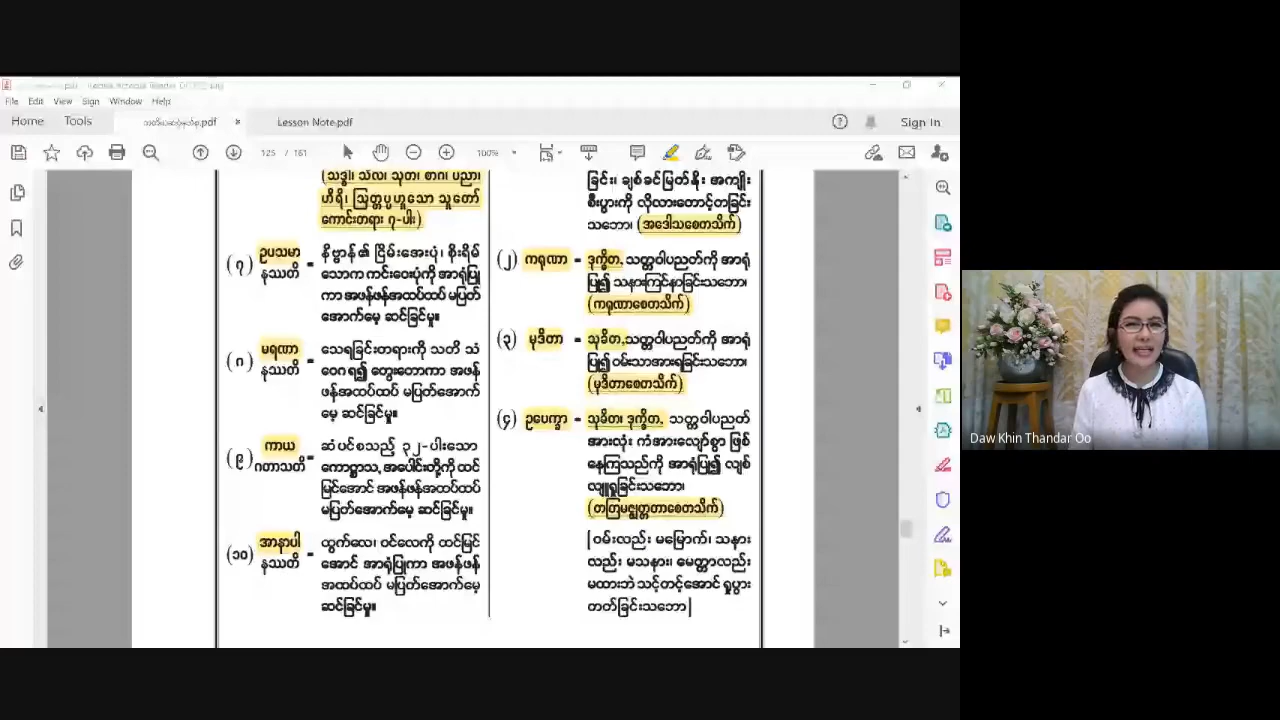 File Edit View Sign Window Help
Home Tools .pdf × Lesson Note.pdf Sign In
125 / 161 100%
(သဒ္ဓါ၊ သီလ၊ သုတ၊ စာဂ၊ ပညာ၊
ဟိရီ၊ ဩတ္တပ္ပဟူသော သူတော်
ကောင်းတရား ၇-ပါး)
(၇) ဥပသမာ
နုဿတိ
= နိဗ္ဗာန်၏ ငြိမ်းအေးပုံ၊ စိုးရိမ်
သောက ကင်းဝေးပုံကို အာရုံပြု
ကာ အဖန်ဖန်အထပ်ထပ် မပြတ်
အောက်မေ့ ဆင်ခြင်မှု။
(၈) မရဏာ
နုဿတိ
= သေရခြင်းတရားကို သတိ သံ
ဝေဂရ၍ တွေးတောကာ အဖန်
ဖန်အထပ်ထပ် မပြတ်အောက်
မေ့ ဆင်ခြင်မှု။
(၉) ကာယ
ဂတာသတိ
= ဆံပင်စသည့် ၃၂-ပါးသော
ကောဋ္ဌာသ, အပေါင်းတို့ကို ထင်
မြင်အောင် အဖန်ဖန်အထပ်ထပ်
မပြတ်အောက်မေ့ ဆင်ခြင်မှု။
(၁၀) အာနာပါ
နုဿတိ
= ထွက်လေ၊ ဝင်လေကို ထင်မြင်
အောင် အာရုံပြုကာ အဖန်ဖန်
အထပ်ထပ် မပြတ်အောက်မေ့
ဆင်ခြင်မှု။
ခြင်း၊ ချစ်ခင်မြတ်နိုး အကျိုး
စီးပွားကို လိုလားတောင့်တခြင်း
သဘော၊ (အဒေါသစေတသိက်)
(၂) ကရုဏာ = ဒုက္ခိတ, သတ္တဝါပညတ်ကို အာရုံ
ပြု၍ သနားကြင်နာခြင်းသဘော၊
(ကရုဏာစေတသိက်)
(၃) မုဒိတာ = သုခိတ,သတ္တဝါပညတ်ကို အာရုံ
ပြု၍ ဝမ်းသာအားရခြင်းသဘော၊
(မုဒိတာစေတသိက်)
(၄) ဥပေက္ခာ = သုခိတ၊ ဒုက္ခိတ, သတ္တဝါပညတ်
အားလုံး ကံအားလျော်စွာ ဖြစ်
နေကြသည်ကို အာရုံပြု၍ လျစ်
လျူရှုခြင်းသဘော၊
(တတြမဇ္ဈတ္တတာစေတသိက်)
[ဝမ်းလည်း မမြောက်၊ သနား
လည်း မသနား၊ မေတ္တာလည်း
မထားဘဲ သင့်တင့်အောင် ရှုပွား
တတ်ခြင်းသဘော]
Daw Khin Thandar Oo